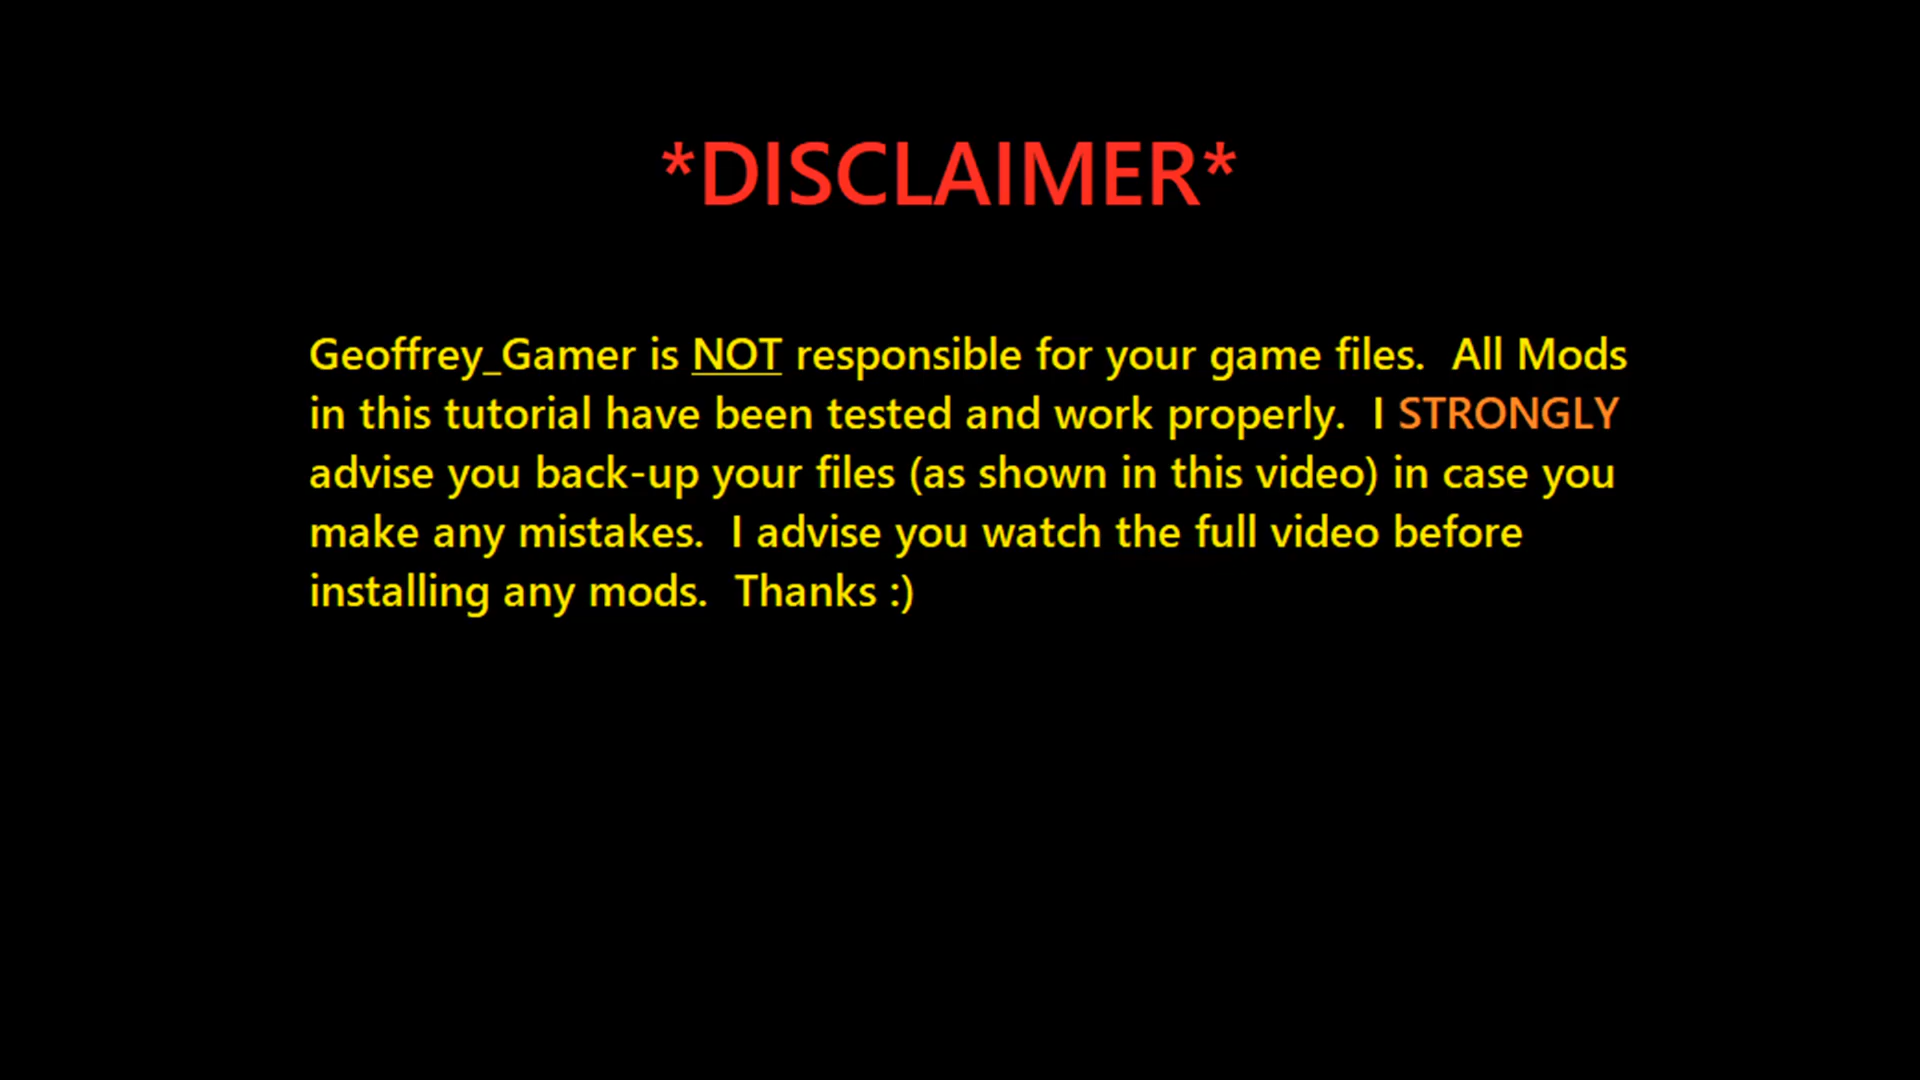 *DISCLAIMER*
Geoffrey_Gamer is NOT responsible for your game files.  All Mods
in this tutorial have been tested and work properly.  I STRONGLY
advise you back-up your files (as shown in this video) in case you
make any mistakes.  I advise you watch the full video before
installing any mods.  Thanks :)